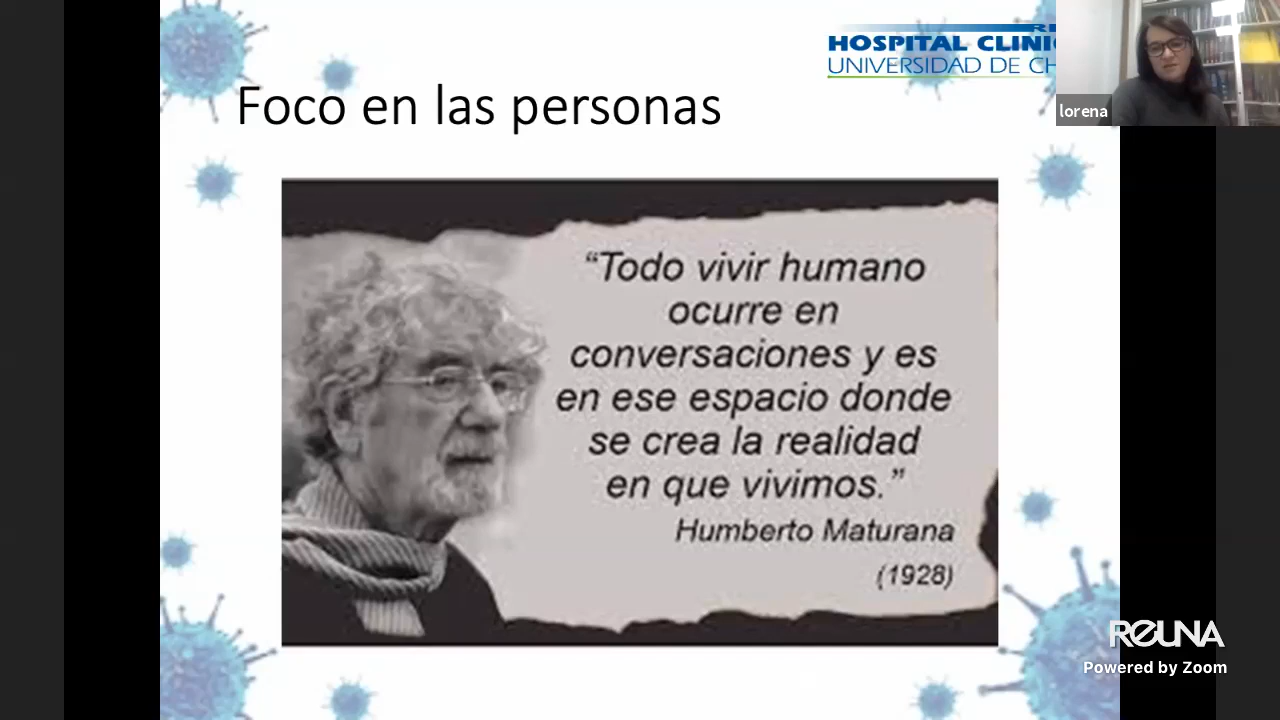 HOSPITAL CLINIC
UNIVERSIDAD DE CH
Foco en las personas
lorena
“Todo vivir humano
ocurre en
conversaciones y es
en ese espacio donde
se crea la realidad
en que vivimos.”
Humberto Maturana
(1928)
REUNA
Powered by Zoom